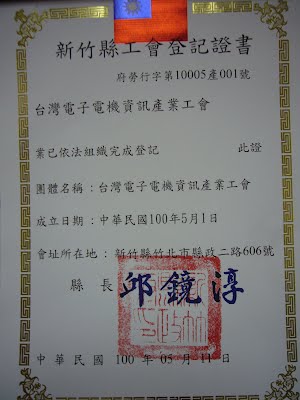 新竹縣工會登記證書
府勞行字第10005產001號
台灣電子電機資訊產業工會
業已依法組織完成登記 此證
團體名稱：台灣電子電機資訊產業工會
成立日期：中華民國100年5月1日
會址所在地：新竹縣竹北市縣政二路606號
縣長 邱鏡淳
中華民國 100 年 05 月 11 日